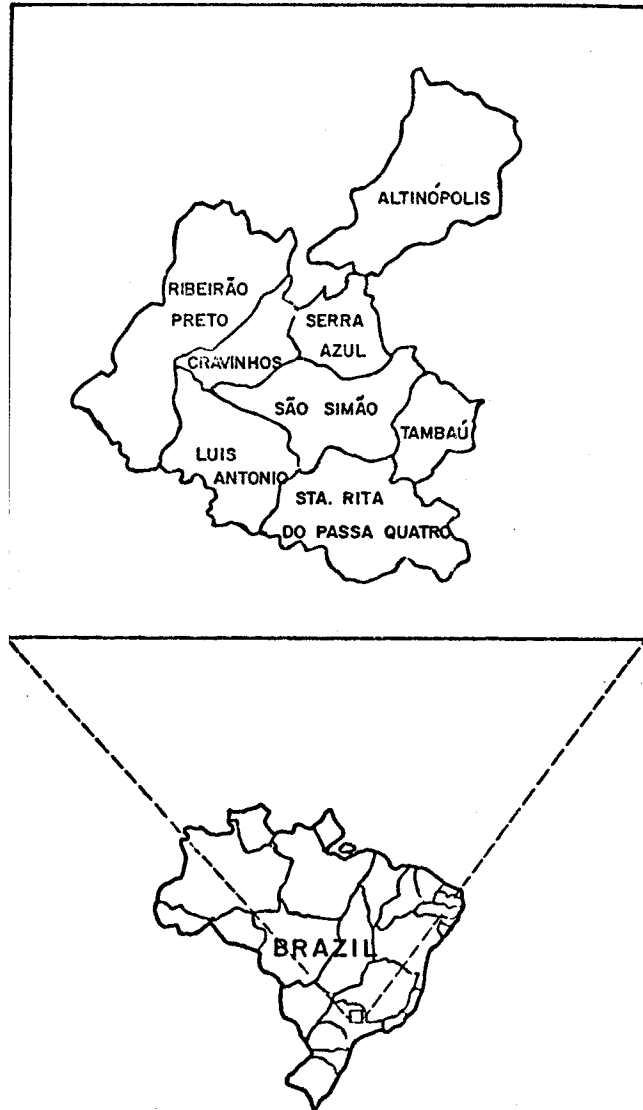 ALTINÓPOLIS
RIBEIRÃO
PRETO
SERRA
AZUL
CRAVINHOS
SÃO SIMÃO
TAMBAÚ
LUIS
ANTONIO
STA. RITA
DO PASSA QUATRO
BRAZIL